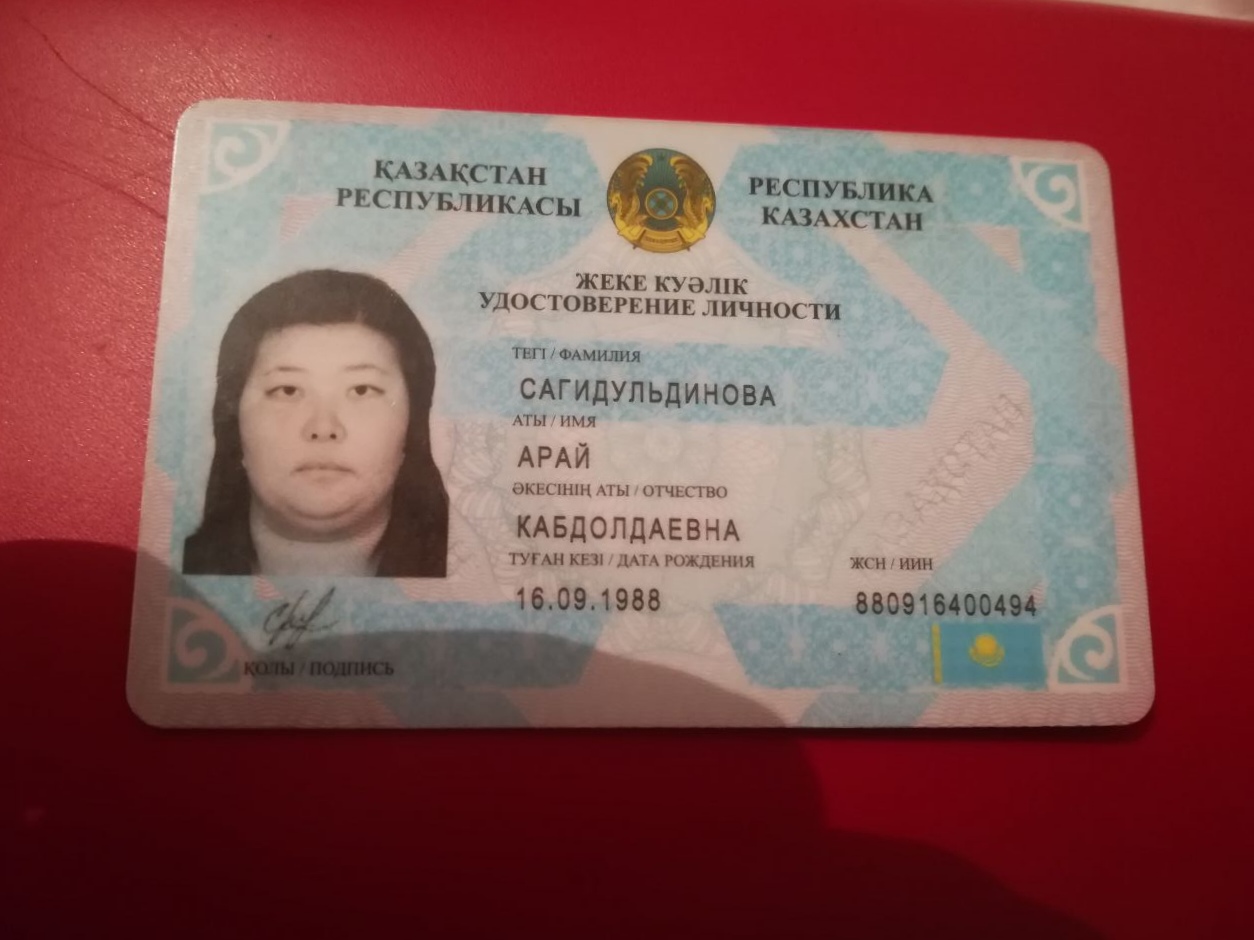 ҚАЗАҚСТАН
РЕСПУБЛИКАСЫ
РЕСПУБЛИКА
КАЗАХСТАН
ЖЕКЕ КУӘЛІК
УДОСТОВЕРЕНИЕ ЛИЧНОСТИ
ТЕГІ / ФАМИЛИЯ
САГИДУЛЬДИНОВА
АТЫ / ИМЯ
АРАЙ
ӘКЕСІНІҢ АТЫ / ОТЧЕСТВО
КАБДОЛДАЕВНА
ТУҒАН КЕЗІ / ДАТА РОЖДЕНИЯ
16.09.1988
ЖСН / ИИН
880916400494
ҚОЛЫ / ПОДПИСЬ